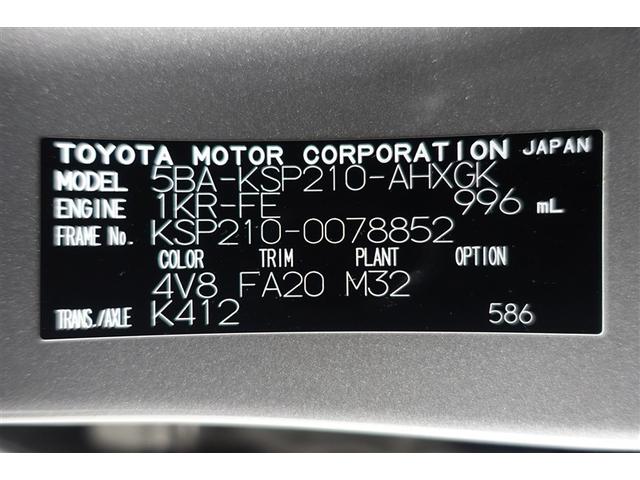 TOYOTA MOTOR CORPORATION JAPAN
MODEL 5BA-KSP210-AHXGK
ENGINE 1KR-FE 996 mL
FRAME No. KSP210-0078852
COLOR TRIM PLANT OPTION
4V8 FA20 M32
TRANS./AXLE K412 586